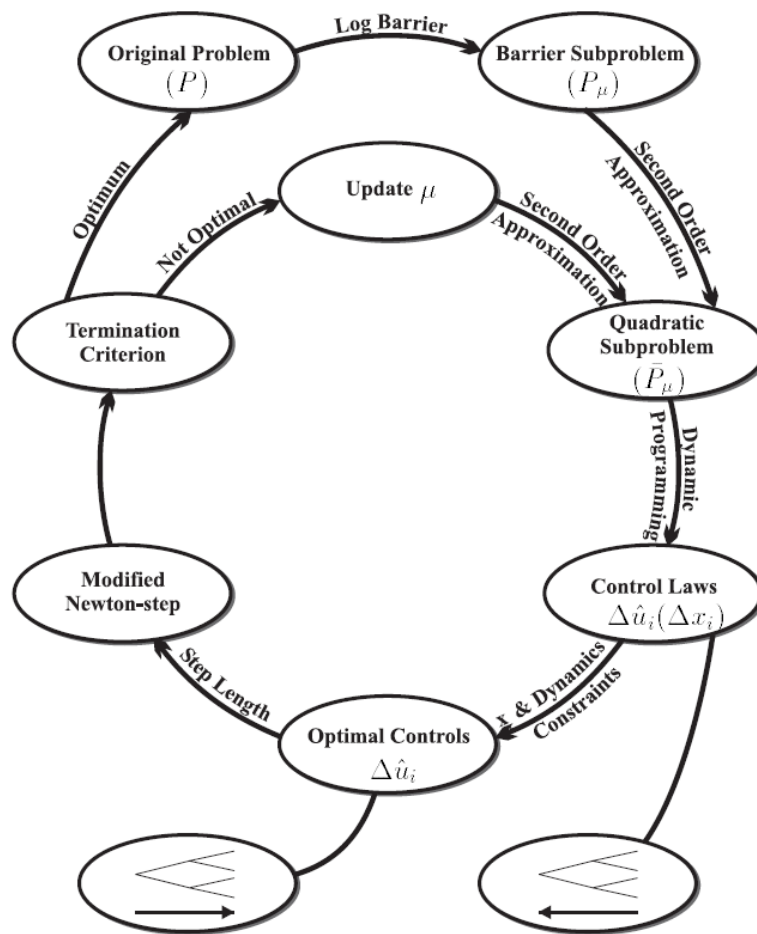 Log Barrier
Original Problem
(P)
Barrier Subproblem
(P_μ)
Second Order
Approximation
Update μ
Second Order
Approximation
Optimum
Not Optimal
Termination
Criterion
Quadratic
Subproblem
(P̄_μ)
Dynamic
Programming
Modified
Newton-step
Control Laws
Δû_i(Δx_i)
x & Dynamics
Constraints
Step Length
Optimal Controls
Δû_i